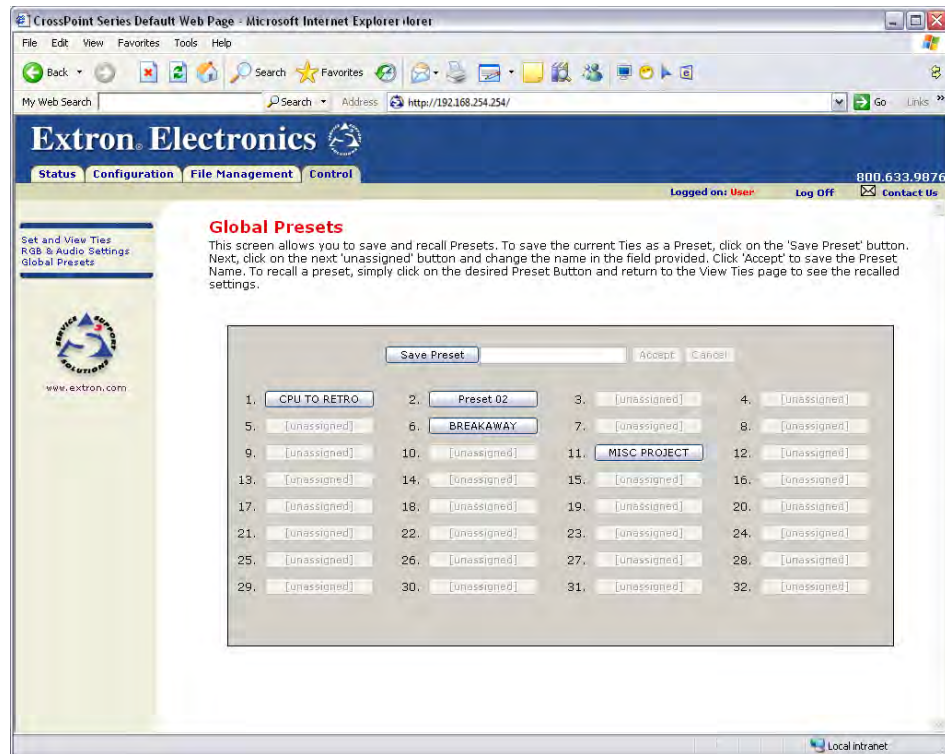 CrossPoint Series Default Web Page - Microsoft Internet Explorer dorer
File Edit View Favorites Tools Help
Back Search Favorites
My Web Search Search Address http://192.168.254.254/ Go Links »
Extron® Electronics
Status Configuration File Management Control 800.633.9876
Logged on: User Log Off Contact Us
Set and View Ties
RGB & Audio Settings
Global Presets
SERVICE SUPPORT SOLUTIONS
www.extron.com
Global Presets
This screen allows you to save and recall Presets. To save the current Ties as a Preset, click on the 'Save Preset' button.
Next, click on the next 'unassigned' button and change the name in the field provided. Click 'Accept' to save the Preset
Name. To recall a preset, simply click on the desired Preset Button and return to the View Ties page to see the recalled
settings.
Save Preset Accept Cancel
1. CPU TO RETRO 2. Preset 02 3. [unassigned] 4. [unassigned]
5. [unassigned] 6. BREAKAWAY 7. [unassigned] 8. [unassigned]
9. [unassigned] 10. [unassigned] 11. MISC PROJECT 12. [unassigned]
13. [unassigned] 14. [unassigned] 15. [unassigned] 16. [unassigned]
17. [unassigned] 18. [unassigned] 19. [unassigned] 20. [unassigned]
21. [unassigned] 22. [unassigned] 23. [unassigned] 24. [unassigned]
25. [unassigned] 26. [unassigned] 27. [unassigned] 28. [unassigned]
29. [unassigned] 30. [unassigned] 31. [unassigned] 32. [unassigned]
Local intranet